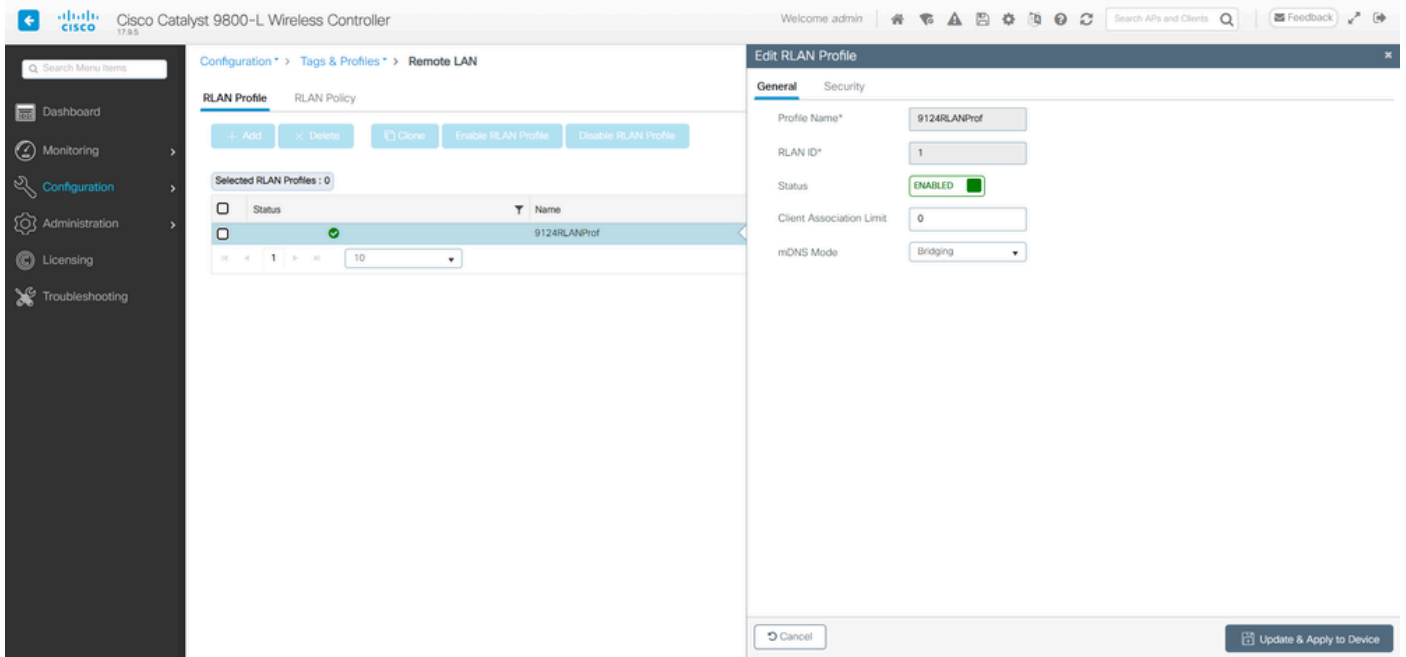 cisco
Cisco Catalyst 9800-L Wireless Controller
17.9.5
Welcome admin
Search APs and Clients
Feedback
Search Menu Items
Dashboard
Monitoring
Configuration
Administration
Licensing
Troubleshooting
Configuration > Tags & Profiles > Remote LAN
RLAN Profile RLAN Policy
+ Add × Delete Clone Enable RLAN Profile Disable RLAN Profile
Selected RLAN Profiles : 0
Status Name
9124RLANProf
1 10
Edit RLAN Profile
General Security
Profile Name* 9124RLANProf
RLAN ID* 1
Status ENABLED
Client Association Limit 0
mDNS Mode Bridging
Cancel Update & Apply to Device